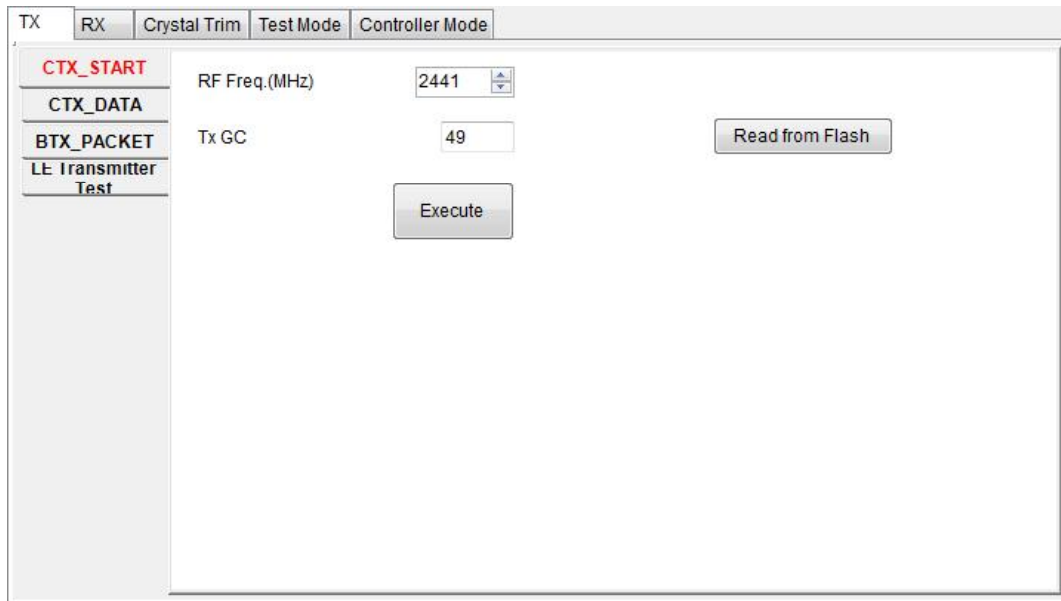 TX RX Crystal Trim Test Mode Controller Mode
CTX_START
RF Freq.(MHz) 2441
CTX_DATA
Tx GC 49 Read from Flash
BTX_PACKET
LE Transmitter
Test
Execute